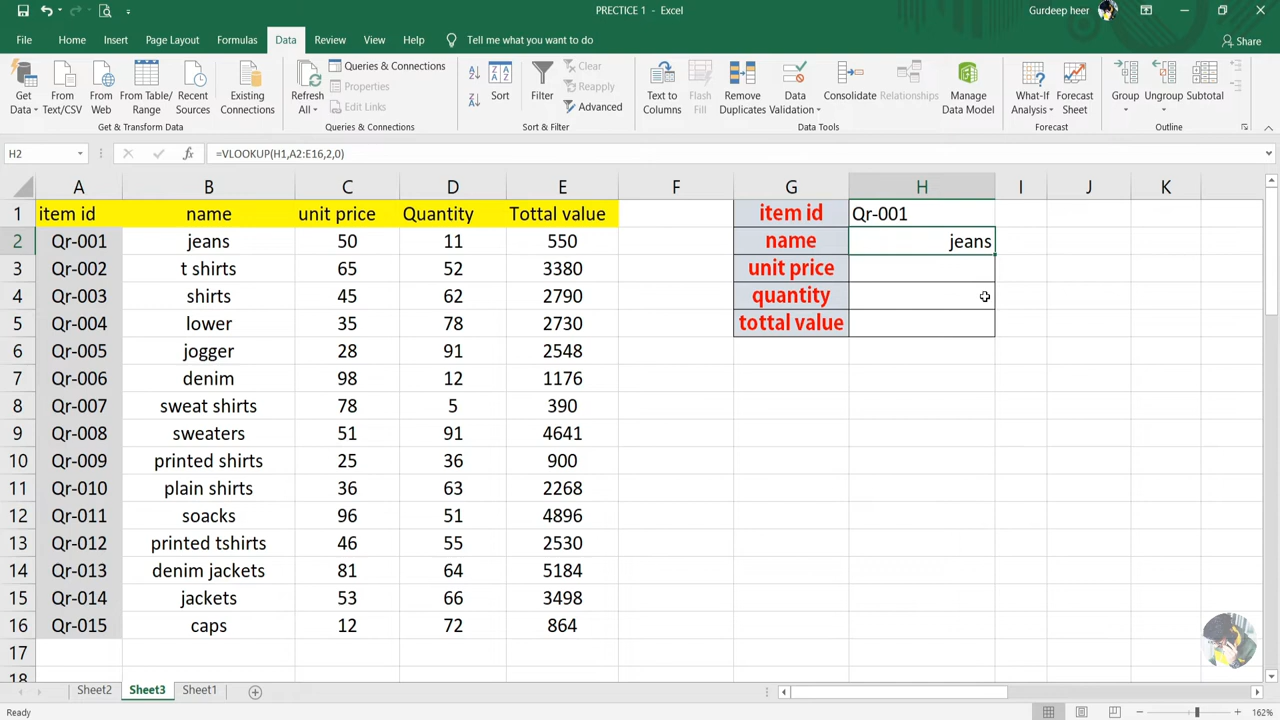 PRECTICE 1 - Excel
Gurdeep heer
File Home Insert Page Layout Formulas Data Review View Help Tell me what you want to do Share
Get Data
From Text/CSV
From Web
From Table/ Range
Recent Sources
Existing Connections
Get & Transform Data
Refresh All
Queries & Connections
Properties
Edit Links
Queries & Connections
Sort
Filter
Clear
Reapply
Advanced
Sort & Filter
Text to Columns
Flash Fill
Remove Duplicates
Data Validation
Consolidate
Relationships
Manage Data Model
Data Tools
What-If Analysis
Forecast Sheet
Forecast
Group
Ungroup
Subtotal
Outline
H2 fx =VLOOKUP(H1,A2:E16,2,0)
A B C D E F G H I J K
1 item id name unit price Quantity Tottal value item id Qr-001
2 Qr-001 jeans 50 11 550 name jeans
3 Qr-002 t shirts 65 52 3380 unit price
4 Qr-003 shirts 45 62 2790 quantity
5 Qr-004 lower 35 78 2730 tottal value
6 Qr-005 jogger 28 91 2548
7 Qr-006 denim 98 12 1176
8 Qr-007 sweat shirts 78 5 390
9 Qr-008 sweaters 51 91 4641
10 Qr-009 printed shirts 25 36 900
11 Qr-010 plain shirts 36 63 2268
12 Qr-011 soacks 96 51 4896
13 Qr-012 printed tshirts 46 55 2530
14 Qr-013 denim jackets 81 64 5184
15 Qr-014 jackets 53 66 3498
16 Qr-015 caps 12 72 864
17
18
Sheet2 Sheet3 Sheet1
162%